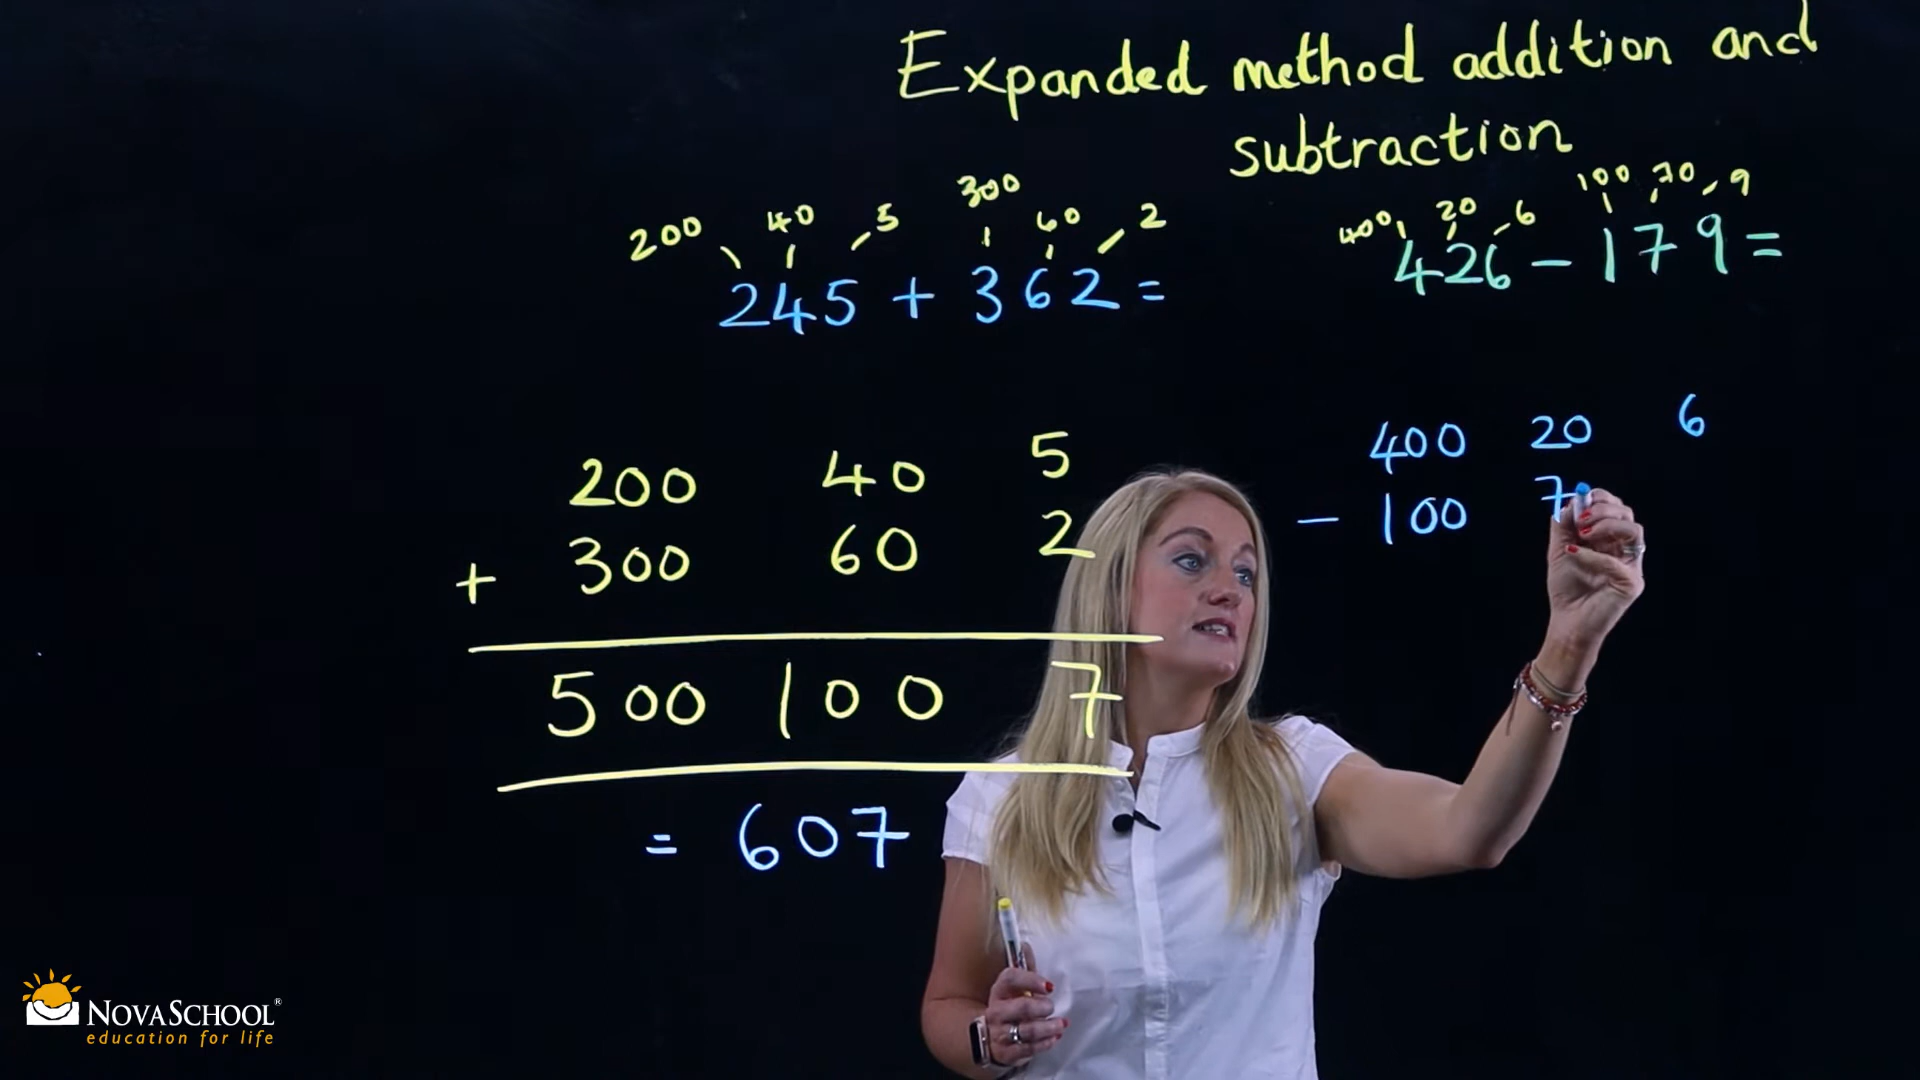 Expanded method addition and
subtraction
200 40 5 300 60 2
245 + 362 =
400 20 6 100 70 9
426 - 179 =
200 40 5
+ 300 60 2
500 100 7
= 607
400 20 6
- 100 7
NOVASCHOOL®
education for life